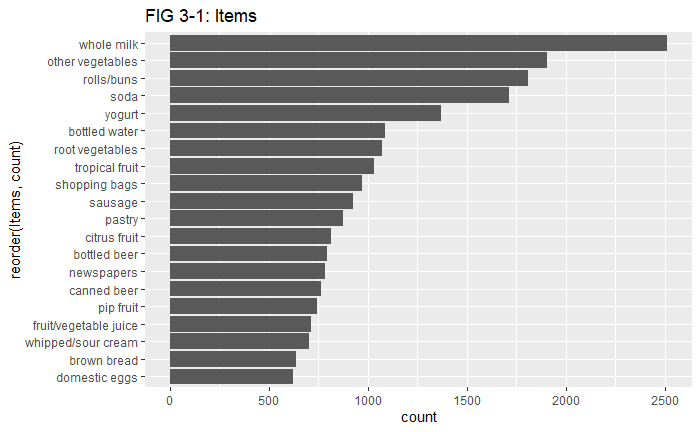 FIG 3-1: Items
reorder(Items, count)
whole milk
other vegetables
rolls/buns
soda
yogurt
bottled water
root vegetables
tropical fruit
shopping bags
sausage
pastry
citrus fruit
bottled beer
newspapers
canned beer
pip fruit
fruit/vegetable juice
whipped/sour cream
brown bread
domestic eggs
0 500 1000 1500 2000 2500
count